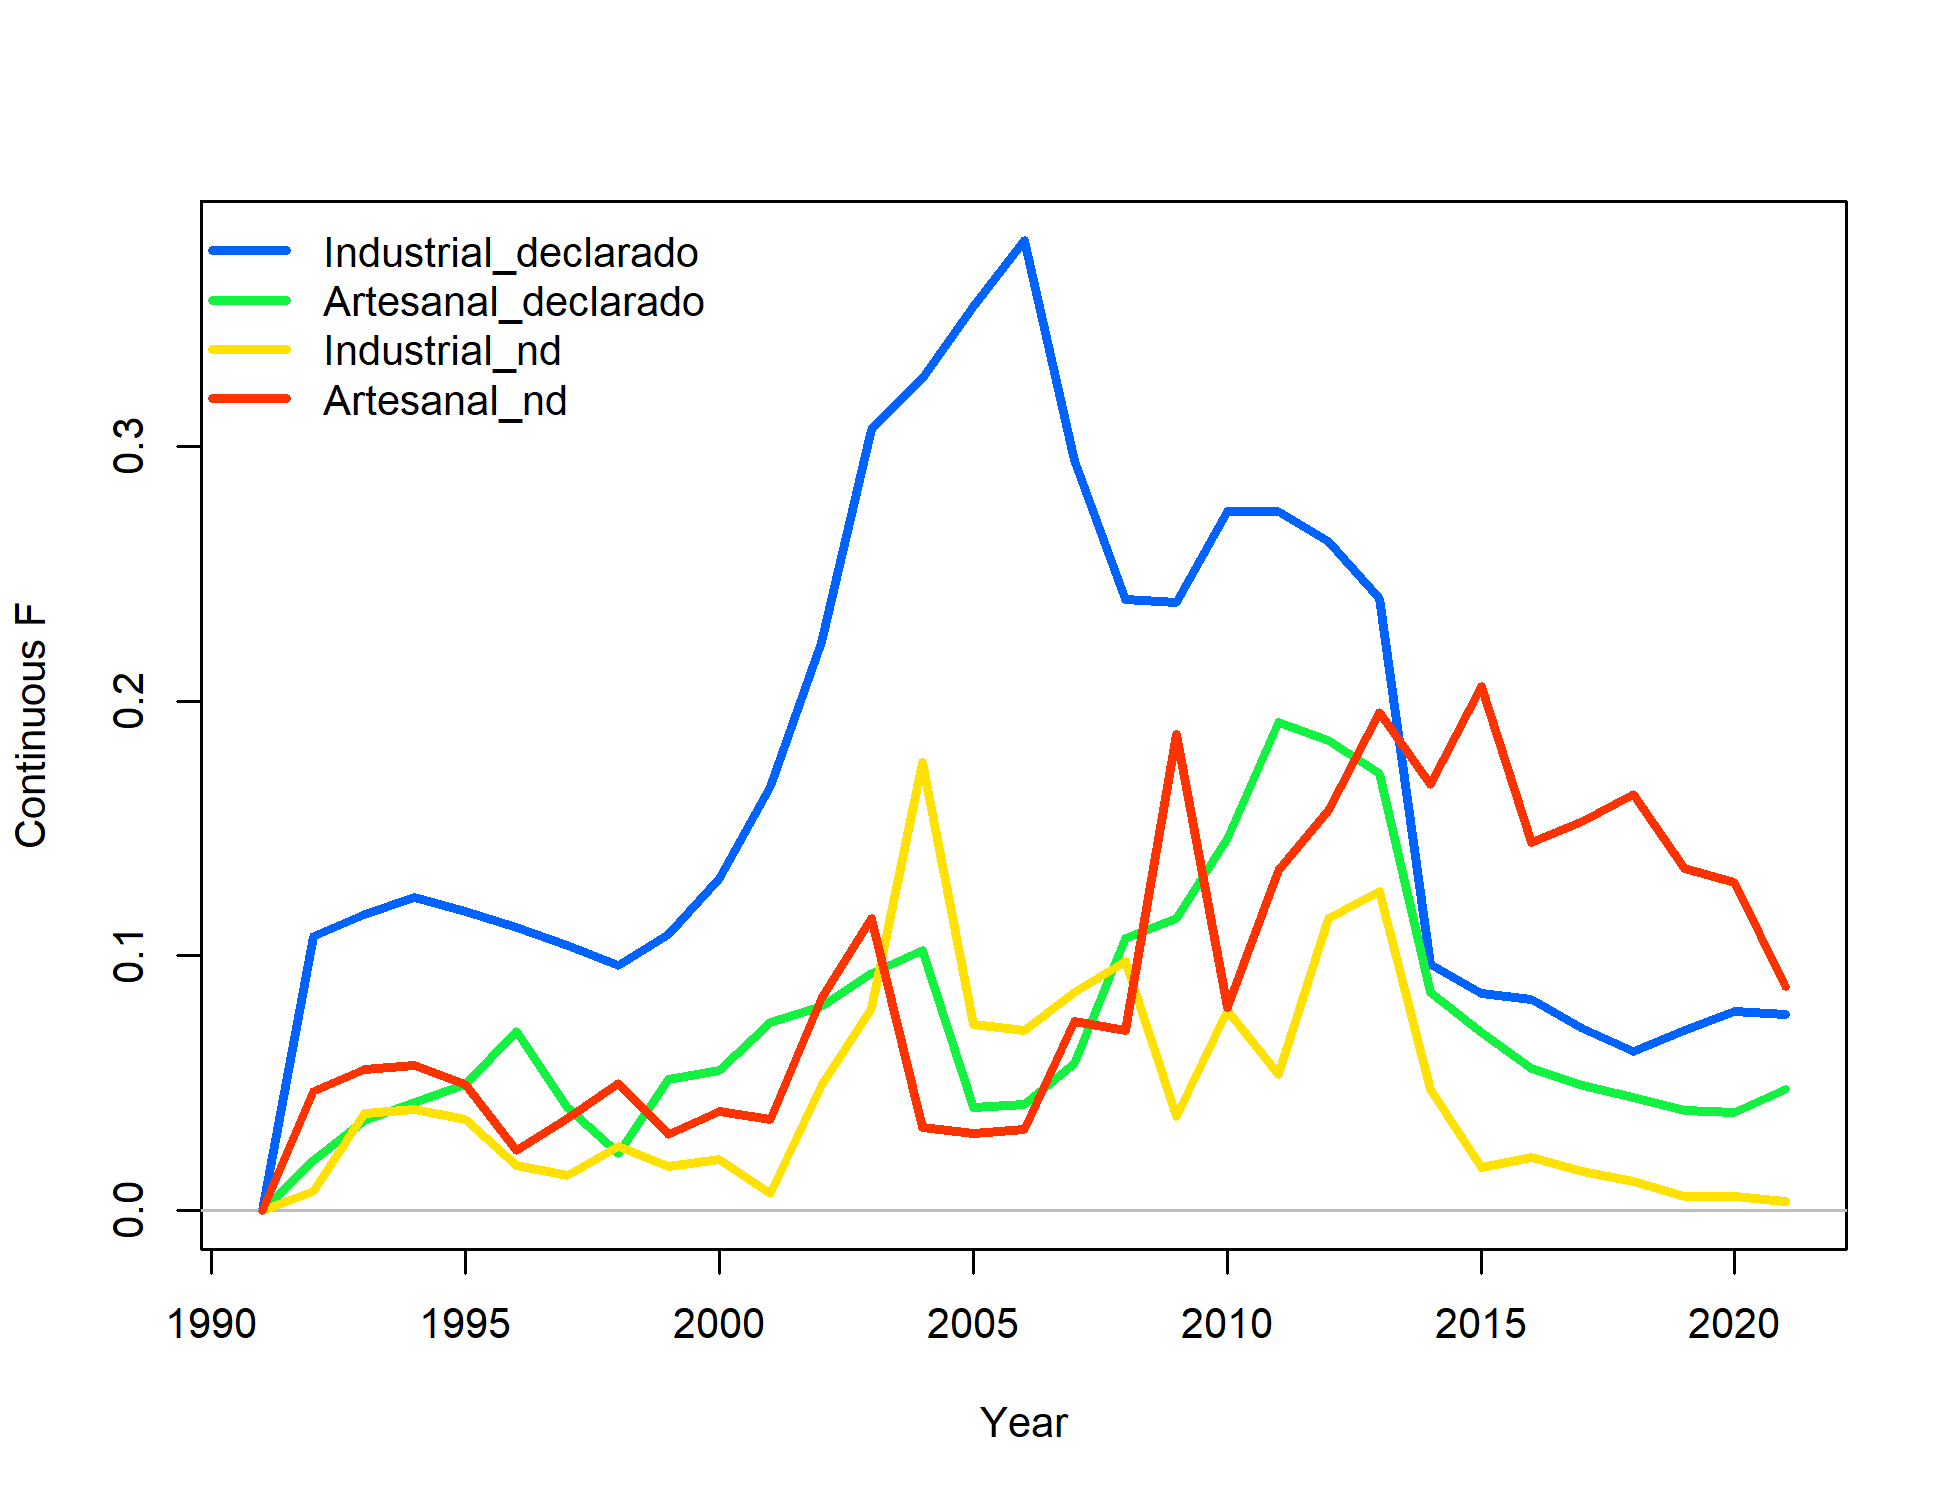 Industrial_declarado
Artesanal_declarado
Industrial_nd
Artesanal_nd
Continuous F
0.3
0.2
0.1
0.0
1990 1995 2000 2005 2010 2015 2020
Year